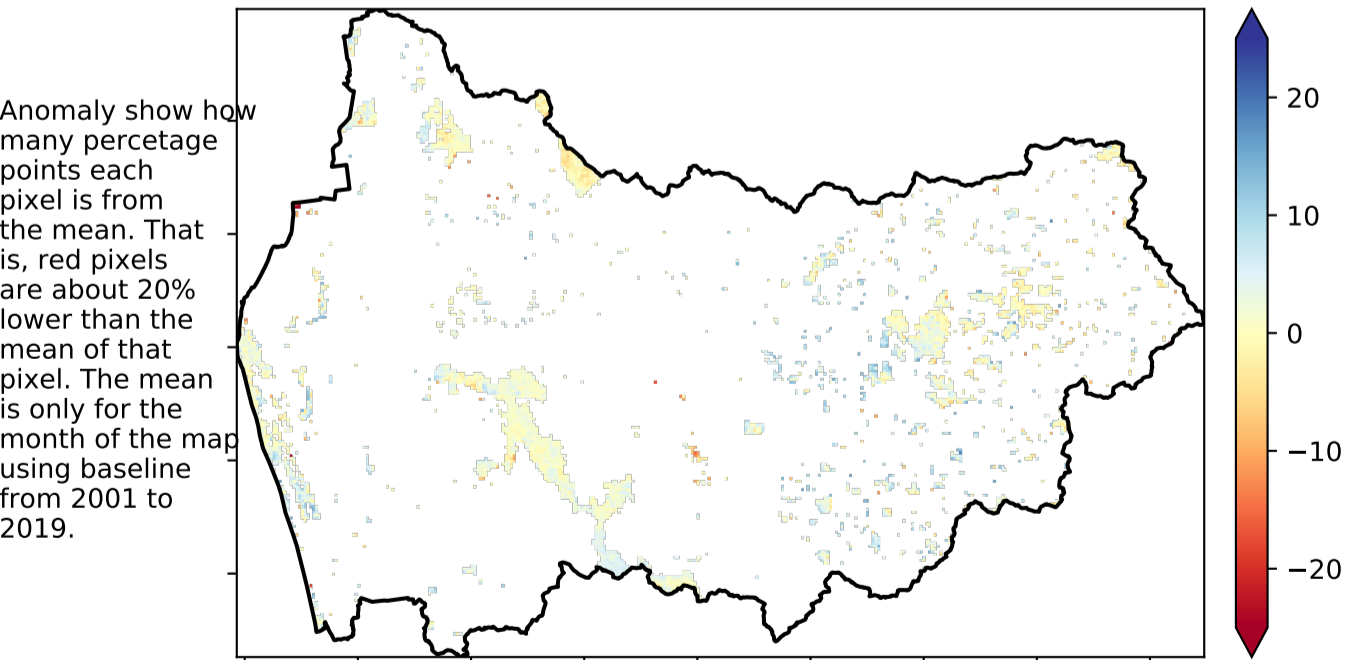 Anomaly show how
many percetage
points each
pixel is from
the mean. That
is, red pixels
are about 20%
lower than the
mean of that
pixel. The mean
is only for the
month of the map
using baseline
from 2001 to
2019.
20
10
0
−10
−20